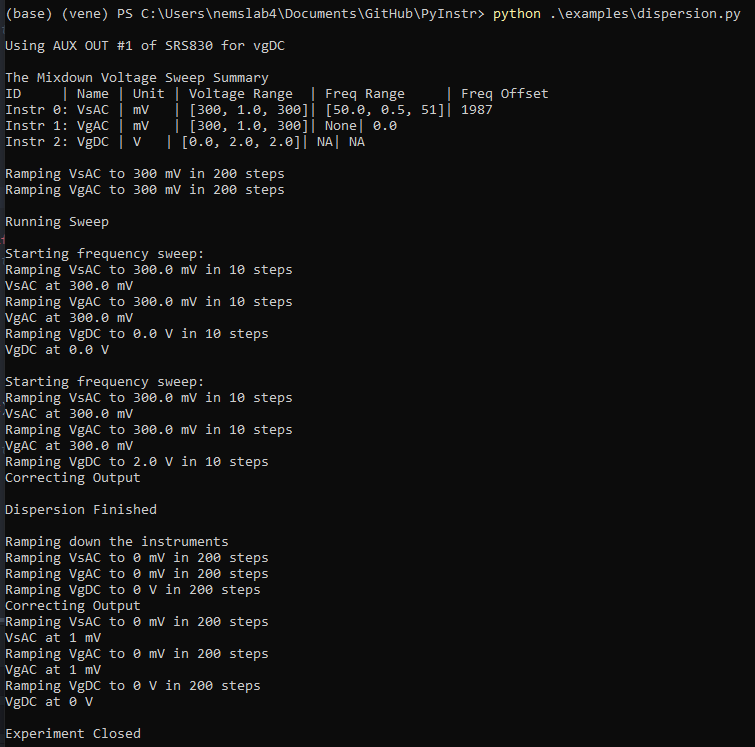 (base) (vene) PS C:\Users\nemslab4\Documents\GitHub\PyInstr> python .\examples\dispersion.py
Using AUX OUT #1 of SRS830 for vgDC
The Mixdown Voltage Sweep Summary
ID     | Name | Unit | Voltage Range  | Freq Range     | Freq Offset
Instr 0: VsAC | mV   | [300, 1.0, 300]| [50.0, 0.5, 51]| 1987
Instr 1: VgAC | mV   | [300, 1.0, 300]| None| 0.0
Instr 2: VgDC | V   | [0.0, 2.0, 2.0]| NA| NA
Ramping VsAC to 300 mV in 200 steps
Ramping VgAC to 300 mV in 200 steps
Running Sweep
Starting frequency sweep:
Ramping VsAC to 300.0 mV in 10 steps
VsAC at 300.0 mV
Ramping VgAC to 300.0 mV in 10 steps
VgAC at 300.0 mV
Ramping VgDC to 0.0 V in 10 steps
VgDC at 0.0 V
Starting frequency sweep:
Ramping VsAC to 300.0 mV in 10 steps
VsAC at 300.0 mV
Ramping VgAC to 300.0 mV in 10 steps
VgAC at 300.0 mV
Ramping VgDC to 2.0 V in 10 steps
Correcting Output
Dispersion Finished
Ramping down the instruments
Ramping VsAC to 0 mV in 200 steps
Ramping VgAC to 0 mV in 200 steps
Ramping VgDC to 0 V in 200 steps
Correcting Output
Ramping VsAC to 0 mV in 200 steps
VsAC at 1 mV
Ramping VgAC to 0 mV in 200 steps
VgAC at 1 mV
Ramping VgDC to 0 V in 200 steps
VgDC at 0 V
Experiment Closed